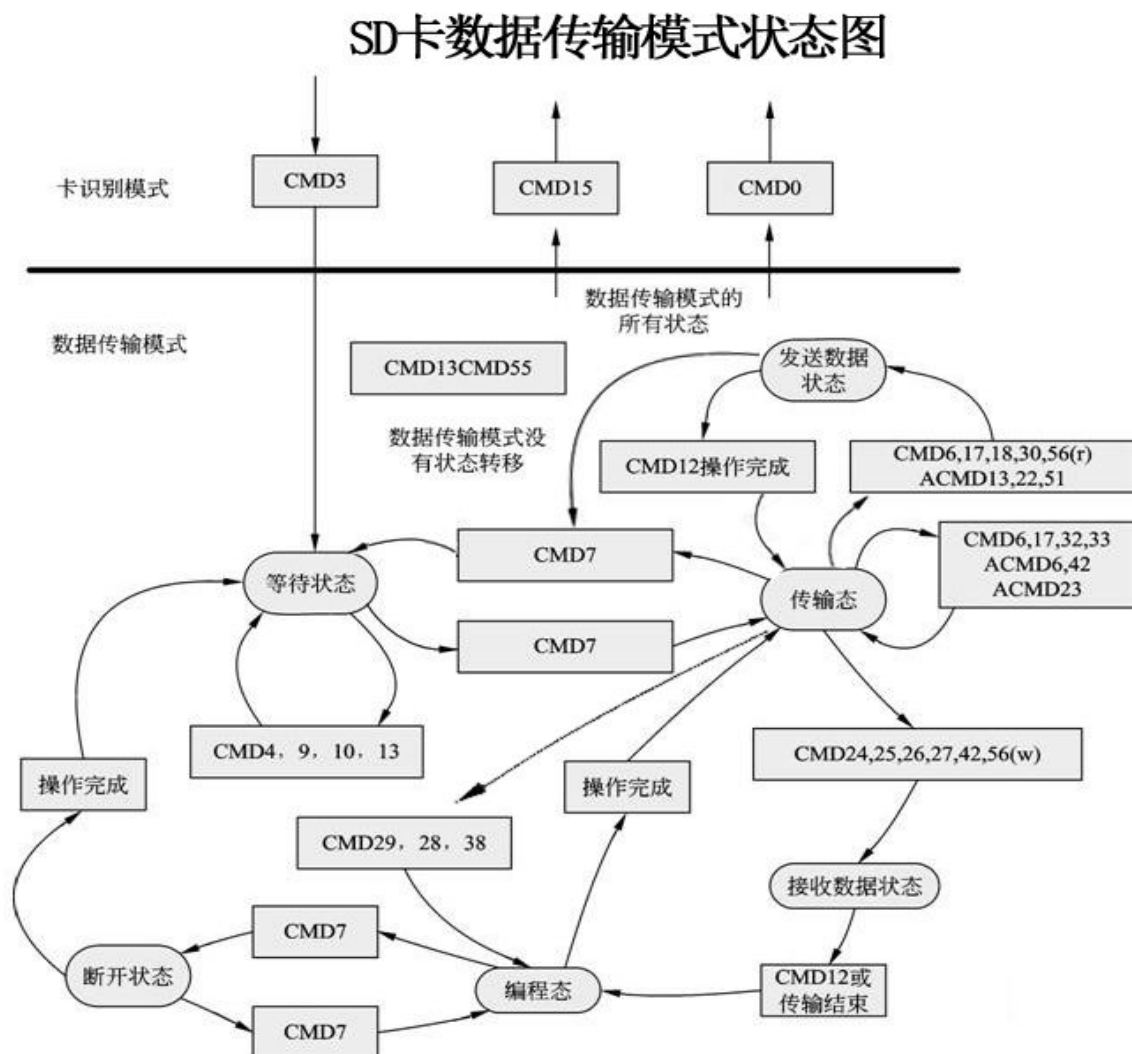 SD卡数据传输模式状态图
卡识别模式
CMD3
CMD15
CMD0
数据传输模式的
所有状态
数据传输模式
CMD13CMD55
发送数据
状态
数据传输模式没
有状态转移
CMD12操作完成
CMD6,17,18,30,56(r)
ACMD13,22,51
CMD7
CMD6,17,32,33
ACMD6,42
ACMD23
等待状态
传输态
CMD7
CMD4，9，10，13
CMD24,25,26,27,42,56(w)
操作完成
操作完成
CMD29，28，38
接收数据状态
CMD7
断开状态
编程态
CMD12或
传输结束
CMD7